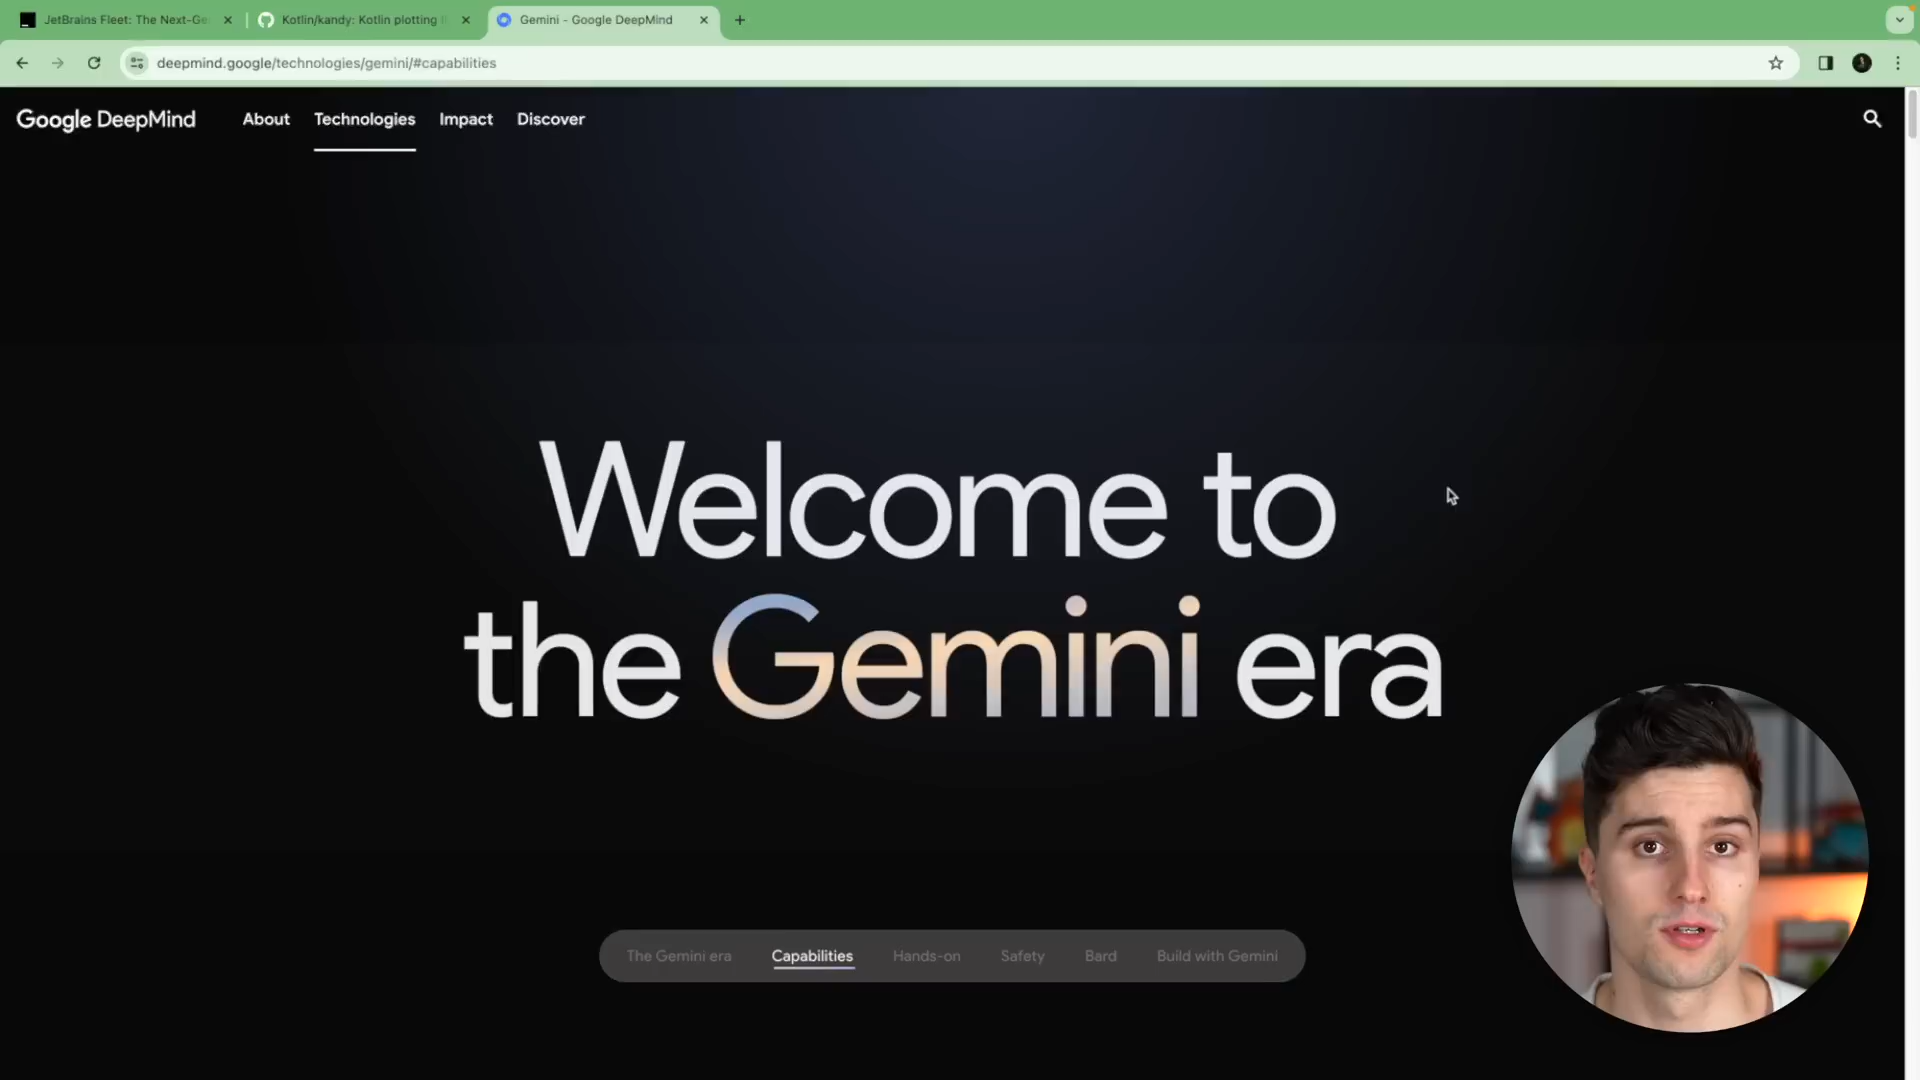 JetBrains Fleet: The Next-Ge
Kotlin/kandy: Kotlin plotting
Gemini - Google DeepMind
deepmind.google/technologies/gemini/#capabilities
Google DeepMind
About
Technologies
Impact
Discover
Welcome to
the Gemini era
The Gemini era
Capabilities
Hands-on
Safety
Bard
Build with Gemini